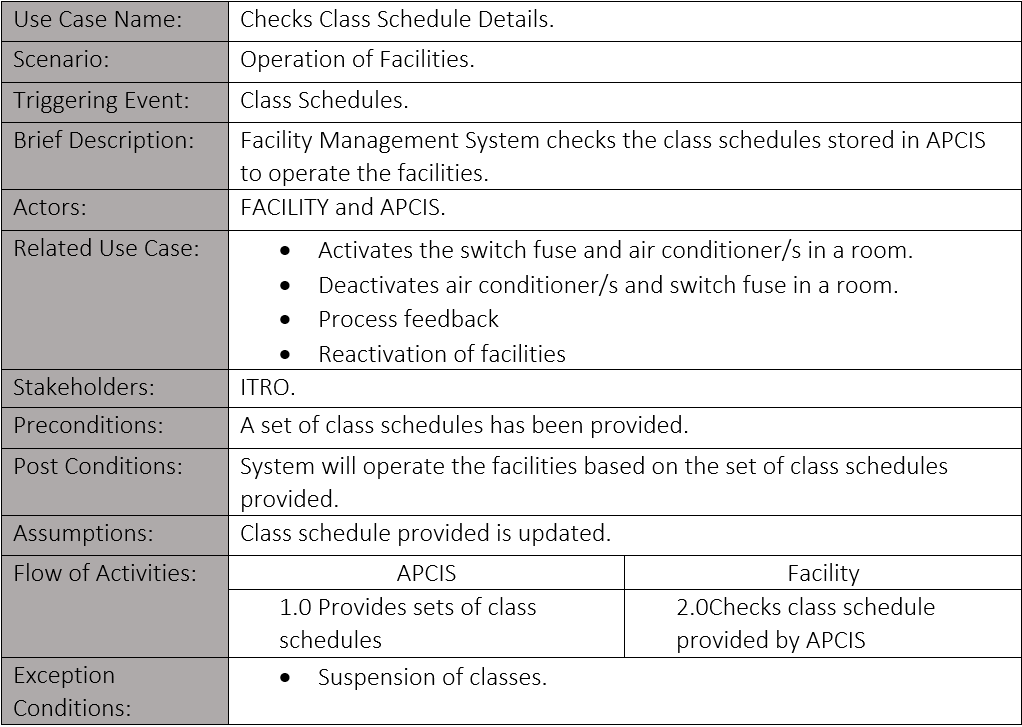 Use Case Name: Checks Class Schedule Details.
Scenario: Operation of Facilities.
Triggering Event: Class Schedules.
Brief Description: Facility Management System checks the class schedules stored in APCIS
to operate the facilities.
Actors: FACILITY and APCIS.
Related Use Case: • Activates the switch fuse and air conditioner/s in a room.
• Deactivates air conditioner/s and switch fuse in a room.
• Process feedback
• Reactivation of facilities
Stakeholders: ITRO.
Preconditions: A set of class schedules has been provided.
Post Conditions: System will operate the facilities based on the set of class schedules
provided.
Assumptions: Class schedule provided is updated.
Flow of Activities: APCIS Facility
1.0 Provides sets of class
schedules
2.0Checks class schedule
provided by APCIS
Exception
Conditions:
• Suspension of classes.